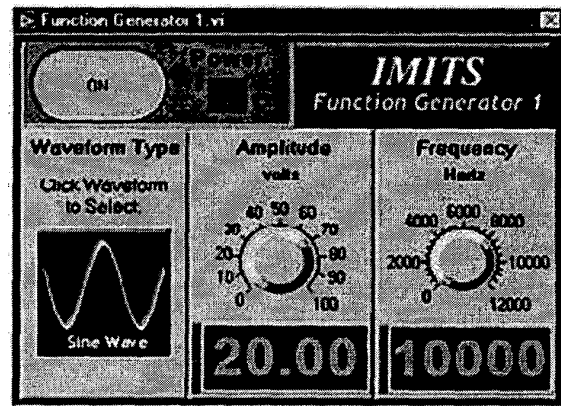 Function Generator 1.vi
ON
Power
IMITS
Function Generator 1
Waveform Type
Click Waveform
to Select:
Sine Wave
Amplitude
volts
0 10 20 30 40 50 60 70 80 90 100
20.00
Frequency
Hertz
0 2000 4000 6000 8000 10000 12000
10000